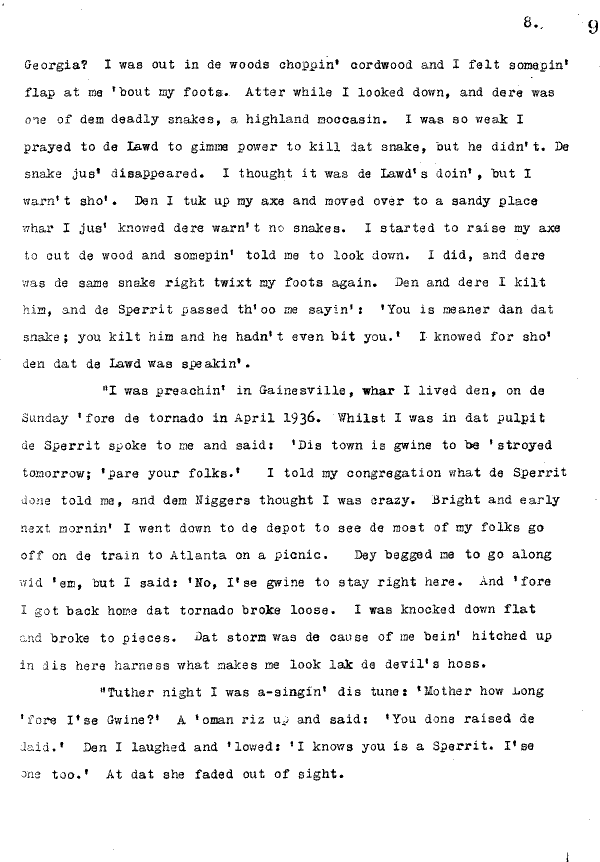 8. 9
Georgia? I was out in de woods choppin' cordwood and I felt somepin'
flap at me 'bout my foots. Atter while I looked down, and dere was
one of dem deadly snakes, a highland moccasin. I was so weak I
prayed to de Lawd to gimme power to kill dat snake, but he didn't. De
snake jus' disappeared. I thought it was de Lawd's doin', but I
warn't sho'. Den I tuk up my axe and moved over to a sandy place
whar I jus' knowed dere warn't no snakes. I started to raise my axe
to cut de wood and somepin' told me to look down. I did, and dere
was de same snake right twixt my foots again. Den and dere I kilt
him, and de Sperrit passed th'oo me sayin': 'You is meaner dan dat
snake; you kilt him and he hadn't even bit you.' I knowed for sho'
den dat de Lawd was speakin'.
"I was preachin' in Gainesville, whar I lived den, on de
Sunday 'fore de tornado in April 1936. Whilst I was in dat pulpit
de Sperrit spoke to me and said: 'Dis town is gwine to be 'stroyed
tomorrow; 'pare your folks.' I told my congregation what de Sperrit
done told me, and dem Niggers thought I was crazy. Bright and early
next mornin' I went down to de depot to see de most of my folks go
off on de train to Atlanta on a picnic. Dey begged me to go along
wid 'em, but I said: 'No, I'se gwine to stay right here. And 'fore
I got back home dat tornado broke loose. I was knocked down flat
and broke to pieces. Dat storm was de cause of me bein' hitched up
in dis here harness what makes me look lak de devil's hoss.
"Tuther night I was a-singin' dis tune: 'Mother how Long
'fore I'se Gwine?' A 'oman riz up and said: 'You done raised de
daid.' Den I laughed and 'lowed: 'I knows you is a Sperrit. I'se
one too.' At dat she faded out of sight.